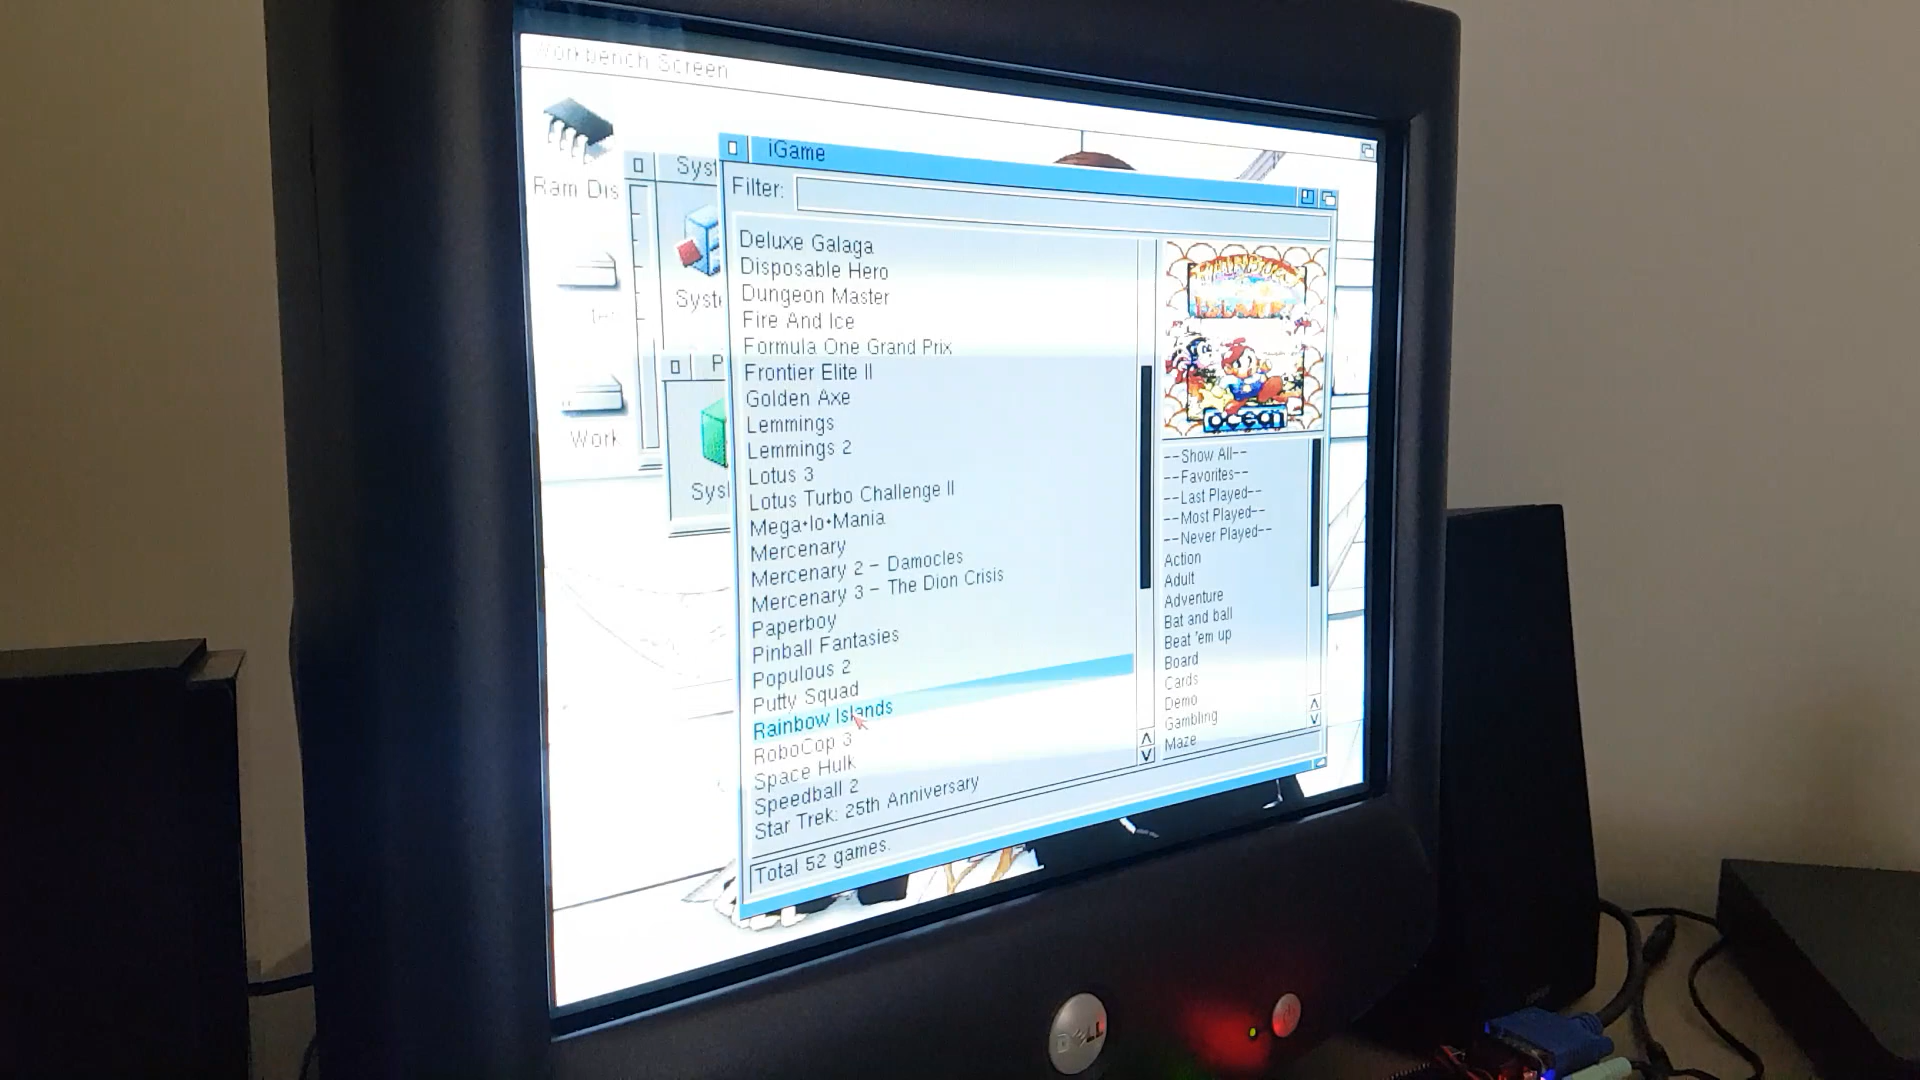 Workbench Screen
iGame
Ram Dis
Syst
Filter:
Syste
Work
P
Syst
Deluxe Galaga
Disposable Hero
Dungeon Master
Fire And Ice
Formula One Grand Prix
Frontier Elite II
Golden Axe
Lemmings
Lemmings 2
Lotus 3
Lotus Turbo Challenge II
Mega•lo•Mania
Mercenary
Mercenary 2 - Damocles
Mercenary 3 - The Dion Crisis
Paperboy
Pinball Fantasies
Populous 2
Putty Squad
Rainbow Islands
RoboCop 3
Space Hulk
Speedball 2
Star Trek: 25th Anniversary
Total 52 games.
ocean
--Show All--
--Favorites--
--Last Played--
--Most Played--
--Never Played--
Action
Adult
Adventure
Bat and ball
Beat 'em up
Board
Cards
Demo
Gambling
Maze
DELL